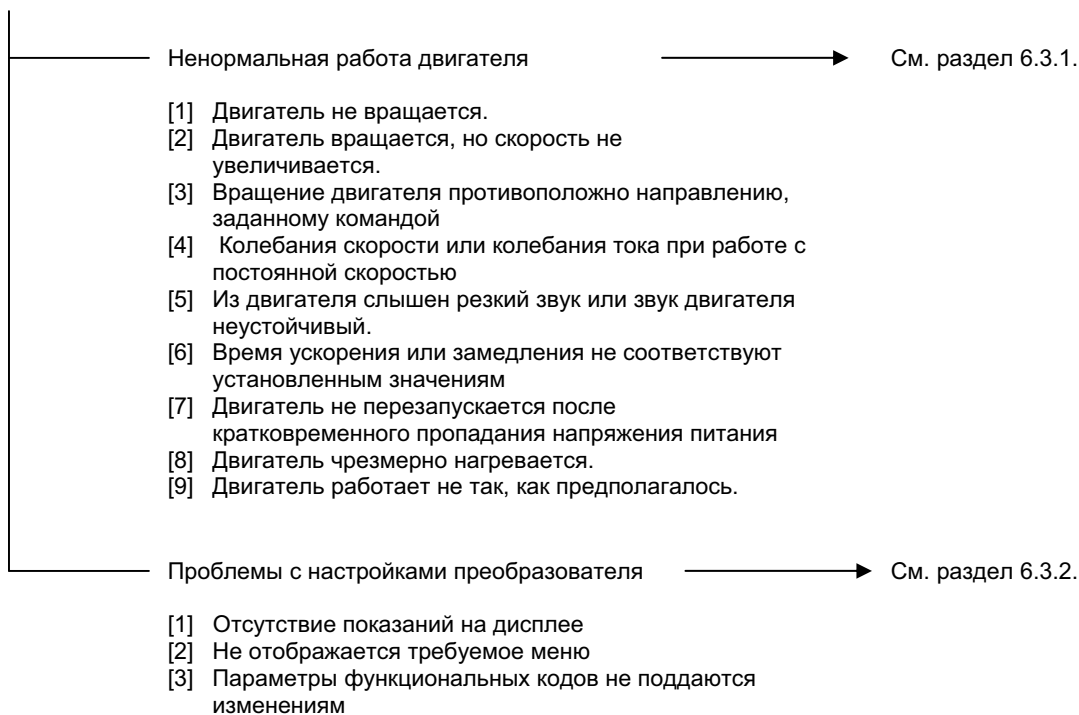 Ненормальная работа двигателя См. раздел 6.3.1.
[1] Двигатель не вращается.
[2] Двигатель вращается, но скорость не
увеличивается.
[3] Вращение двигателя противоположно направлению,
заданному командой
[4] Колебания скорости или колебания тока при работе с
постоянной скоростью
[5] Из двигателя слышен резкий звук или звук двигателя
неустойчивый.
[6] Время ускорения или замедления не соответствуют
установленным значениям
[7] Двигатель не перезапускается после
кратковременного пропадания напряжения питания
[8] Двигатель чрезмерно нагревается.
[9] Двигатель работает не так, как предполагалось.
Проблемы с настройками преобразователя См. раздел 6.3.2.
[1] Отсутствие показаний на дисплее
[2] Не отображается требуемое меню
[3] Параметры функциональных кодов не поддаются
изменениям